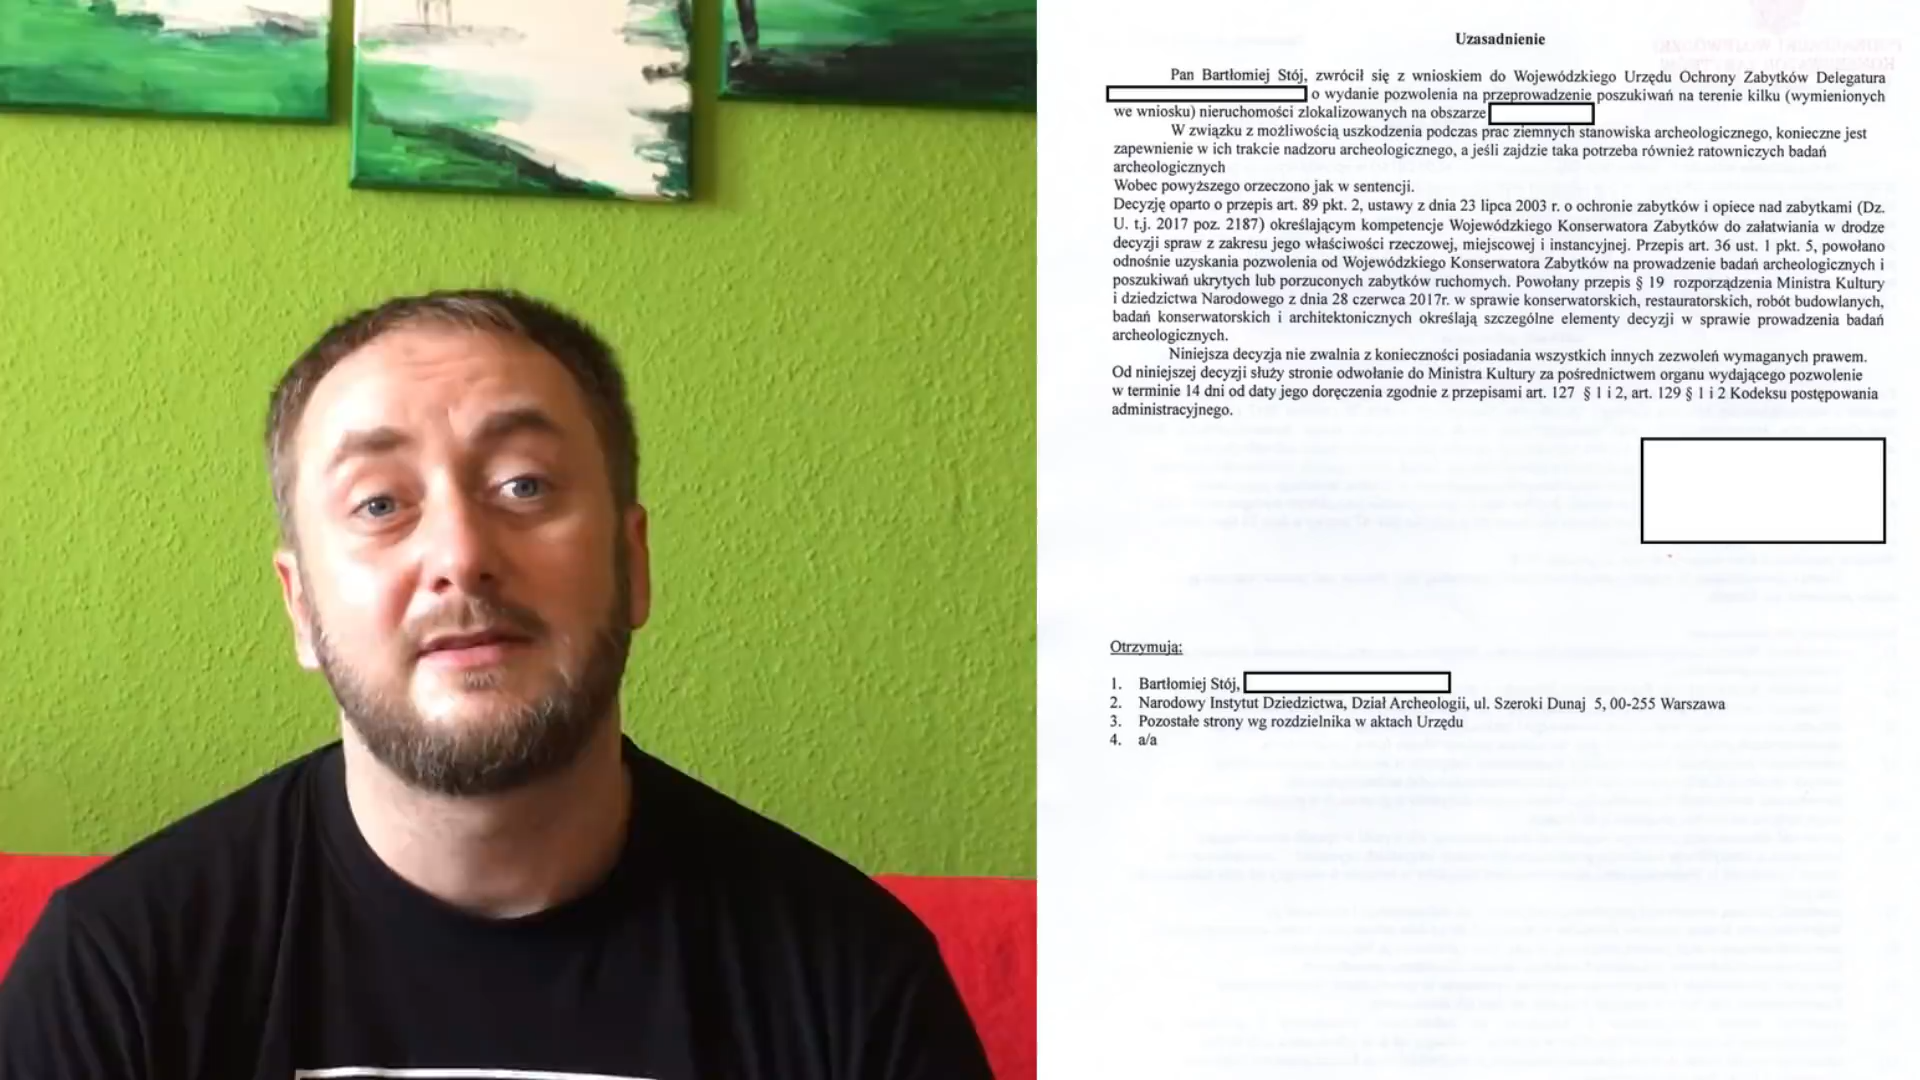 Uzasadnienie
Pan Bartłomiej Stój, zwrócił się z wnioskiem do Wojewódzkiego Urzędu Ochrony Zabytków Delegatura
o wydanie pozwolenia na przeprowadzenie poszukiwań na terenie kilku (wymienionych
we wniosku) nieruchomości zlokalizowanych na obszarze
W związku z możliwością uszkodzenia podczas prac ziemnych stanowiska archeologicznego, konieczne jest
zapewnienie w ich trakcie nadzoru archeologicznego, a jeśli zajdzie taka potrzeba również ratowniczych badań
archeologicznych
Wobec powyższego orzeczono jak w sentencji.
Decyzję oparto o przepis art. 89 pkt. 2, ustawy z dnia 23 lipca 2003 r. o ochronie zabytków i opiece nad zabytkami (Dz.
U. t.j. 2017 poz. 2187) określającym kompetencje Wojewódzkiego Konserwatora Zabytków do załatwiania w drodze
decyzji spraw z zakresu jego właściwości rzeczowej, miejscowej i instancyjnej. Przepis art. 36 ust. 1 pkt. 5, powołano
odnośnie uzyskania pozwolenia od Wojewódzkiego Konserwatora Zabytków na prowadzenie badań archeologicznych i
poszukiwań ukrytych lub porzuconych zabytków ruchomych. Powołany przepis § 19 rozporządzenia Ministra Kultury
i dziedzictwa Narodowego z dnia 28 czerwca 2017r. w sprawie konserwatorskich, restauratorskich, robót budowlanych,
badań konserwatorskich i architektonicznych określają szczególne elementy decyzji w sprawie prowadzenia badań
archeologicznych.
Niniejsza decyzja nie zwalnia z konieczności posiadania wszystkich innych zezwoleń wymaganych prawem.
Od niniejszej decyzji służy stronie odwołanie do Ministra Kultury za pośrednictwem organu wydającego pozwolenie
w terminie 14 dni od daty jego doręczenia zgodnie z przepisami art. 127 § 1 i 2, art. 129 § 1 i 2 Kodeksu postępowania
administracyjnego.
Otrzymują:
1. Bartłomiej Stój,
2. Narodowy Instytut Dziedzictwa, Dział Archeologii, ul. Szeroki Dunaj 5, 00-255 Warszawa
3. Pozostałe strony wg rozdzielnika w aktach Urzędu
4. a/a